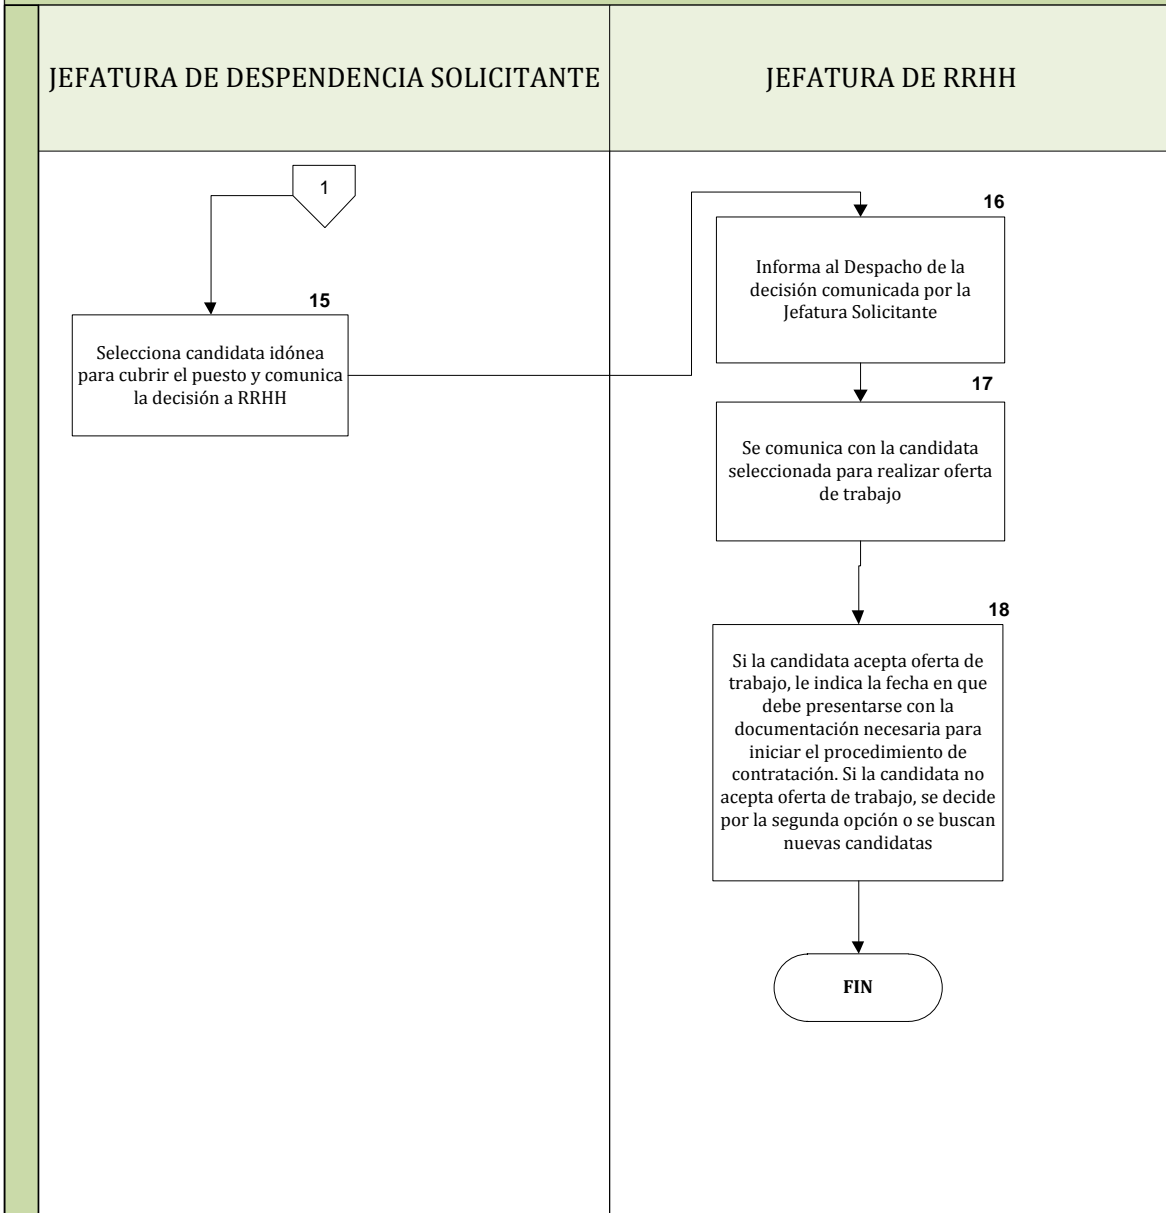 JEFATURA DE DESPENDENCIA SOLICITANTE
JEFATURA DE RRHH
1
15
Selecciona candidata idónea
para cubrir el puesto y comunica
la decisión a RRHH
16
Informa al Despacho de la
decisión comunicada por la
Jefatura Solicitante
17
Se comunica con la candidata
seleccionada para realizar oferta
de trabajo
18
Si la candidata acepta oferta de
trabajo, le indica la fecha en que
debe presentarse con la
documentación necesaria para
iniciar el procedimiento de
contratación. Si la candidata no
acepta oferta de trabajo, se decide
por la segunda opción o se buscan
nuevas candidatas
FIN